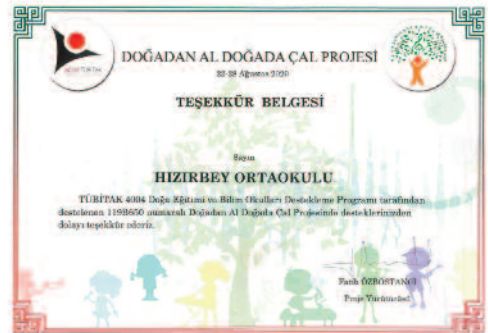 DOĞADAN AL DOĞADA ÇAL PROJESİ
22-28 Ağustos 2020
TEŞEKKÜR BELGESİ
Sayın
HIZIRBEY ORTAOKULU
TÜBİTAK 4004 Doğa Eğitimi ve Bilim Okulları Destekleme Programı tarafından
destelenen 119B650 numaralı Doğadan Al Doğada Çal Projesinde desteklerinizden
dolayı teşekkür ederiz.
Fatih ÖZBOSTANCI
Proje Yürütücüsü